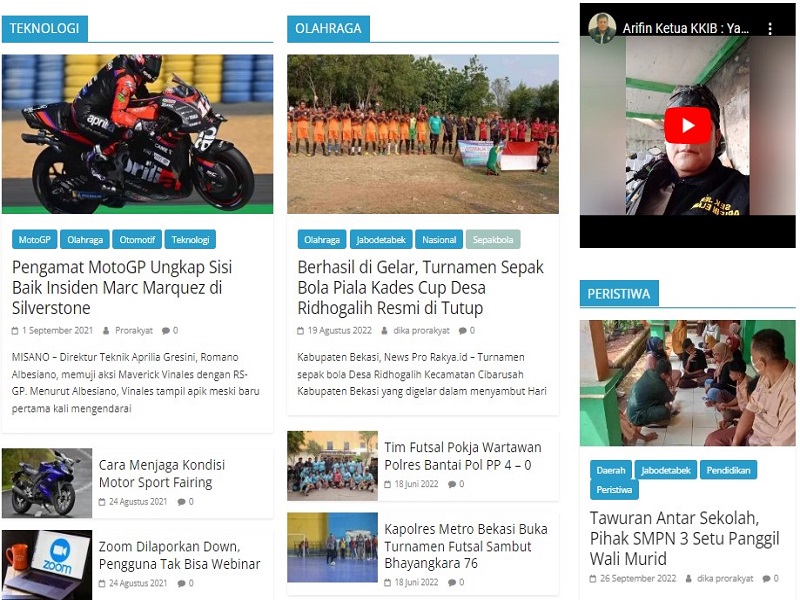 TEKNOLOGI
aprilia
aprilia
MotoGP
Olahraga
Otomotif
Teknologi
Pengamat MotoGP Ungkap Sisi
Baik Insiden Marc Marquez di
Silverstone
1 September 2021
Prorakyat
0
MISANO – Direktur Teknik Aprilia Gresini, Romano
Albesiano, memuji aksi Maverick Vinales dengan RS-
GP. Menurut Albesiano, Vinales tampil apik meski baru
pertama kali mengendarai
Cara Menjaga Kondisi
Motor Sport Fairing
24 Agustus 2021
0
zoom
Zoom Dilaporkan Down,
Pengguna Tak Bisa Webinar
24 Agustus 2021
0
OLAHRAGA
Olahraga
Jabodetabek
Nasional
Sepakbola
Berhasil di Gelar, Turnamen Sepak
Bola Piala Kades Cup Desa
Ridhogalih Resmi di Tutup
19 Agustus 2022
dika prorakyat
0
Kabupaten Bekasi, News Pro Rakya.id – Turnamen
sepak bola Desa Ridhogalih Kecamatan Cibarusah
Kabupaten Bekasi yang digelar dalam menyambut Hari
Tim Futsal Pokja Wartawan
Polres Bantai Pol PP 4 – 0
18 Juni 2022
0
Kapolres Metro Bekasi Buka
Turnamen Futsal Sambut
Bhayangkara 76
18 Juni 2022
0
Arifin Ketua KKIB : Ya...
PERISTIWA
Daerah
Jabodetabek
Pendidikan
Peristiwa
Tawuran Antar Sekolah,
Pihak SMPN 3 Setu Panggil
Wali Murid
26 September 2022
dika prorakyat
0